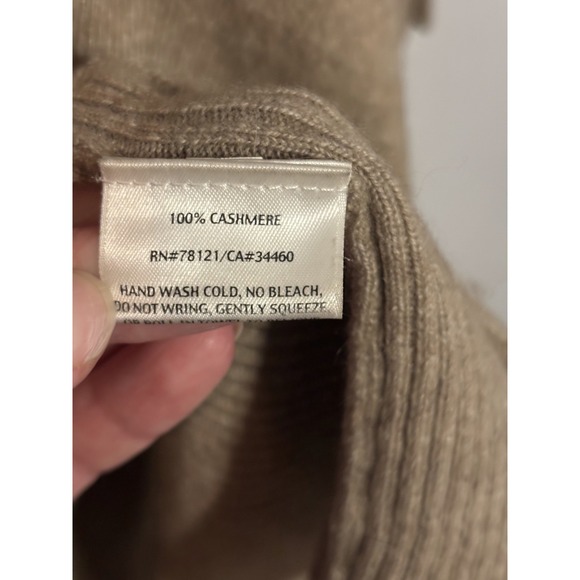 100% CASHMERE
RN#78121/CA#34460
HAND WASH COLD, NO BLEACH,
DO NOT WRING, GENTLY SQUEEZE